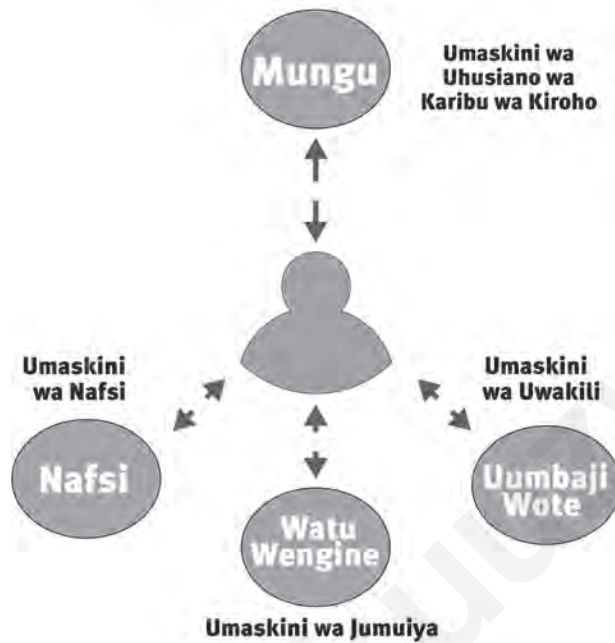 Mungu
Umaskini wa
Uhusiano wa
Karibu wa Kiroho
Umaskini
wa Nafsi
Umaskini
wa Uwakili
Nafsi
Watu
Wengine
Uumbaji
Wote
Umaskini wa Jumuiya